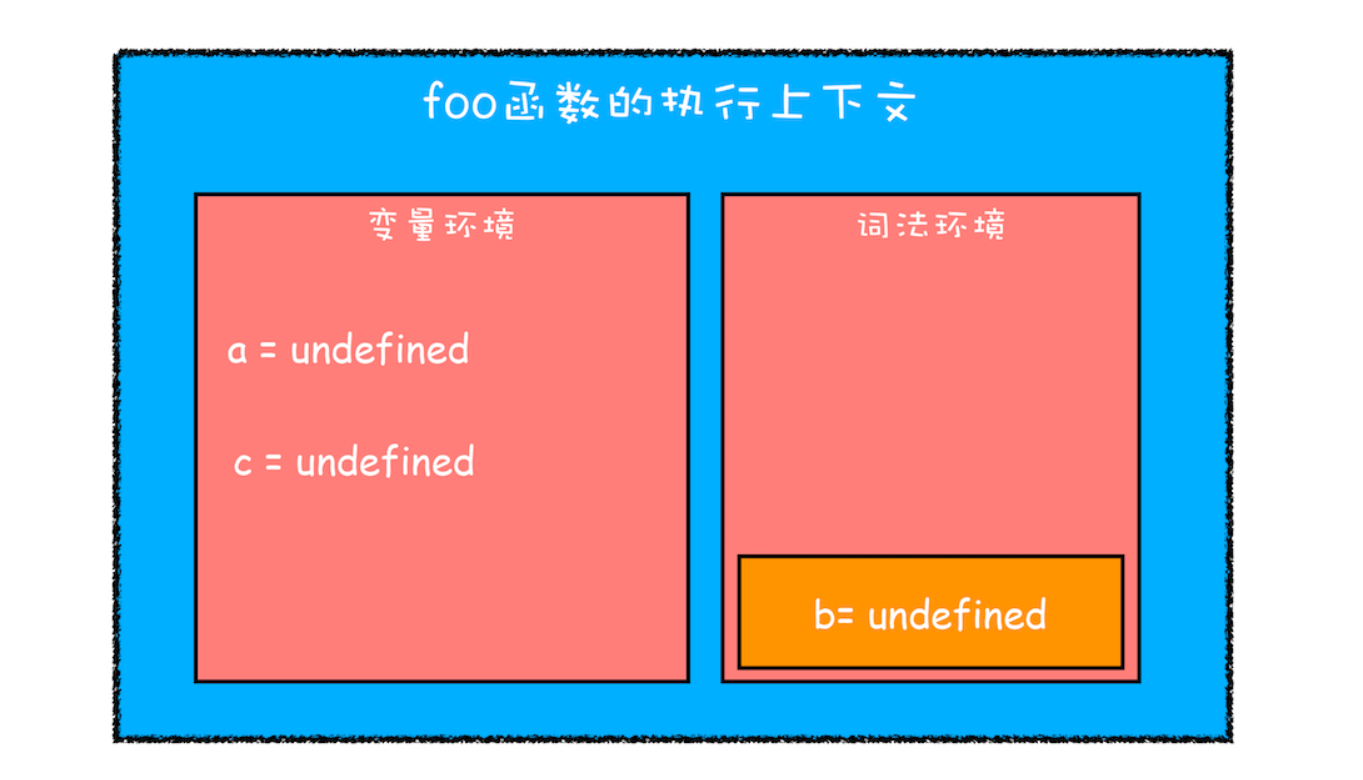 foo函数的执行上下文
变量环境
词法环境
a = undefined
c = undefined
b= undefined